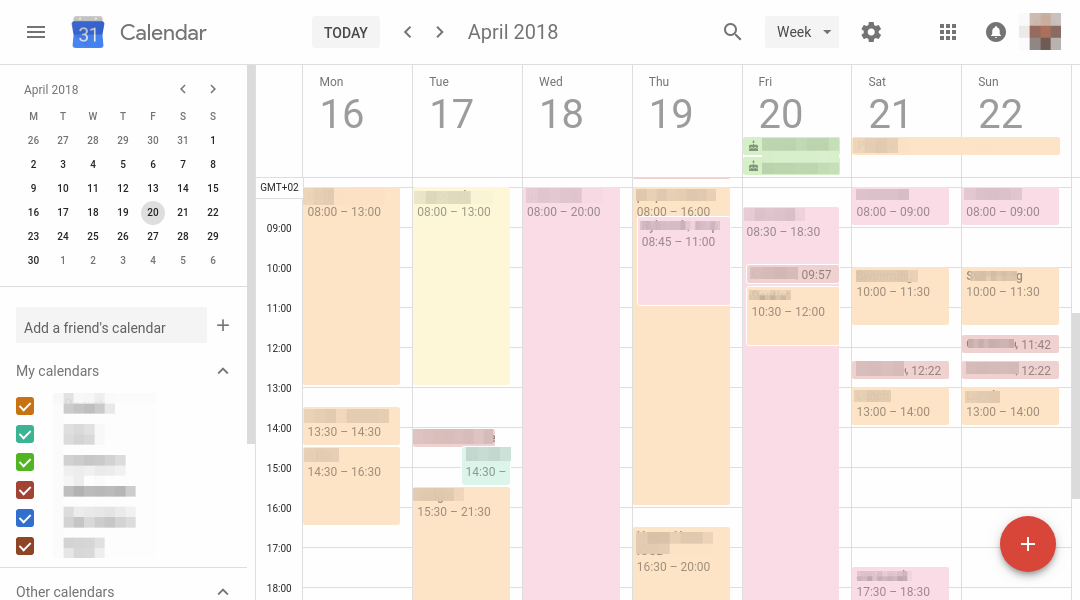 31 Calendar TODAY April 2018 Week
April 2018
M T W T F S S
26 27 28 29 30 31 1
2 3 4 5 6 7 8
9 10 11 12 13 14 15
16 17 18 19 20 21 22
23 24 25 26 27 28 29
30 1 2 3 4 5 6
Add a friend's calendar
My calendars
Other calendars
Mon Tue Wed Thu Fri Sat Sun
16 17 18 19 20 21 22
GMT+02
08:00 – 13:00 08:00 – 13:00 08:00 – 20:00 08:00 – 16:00 08:00 – 09:00 08:00 – 09:00
09:00
08:30 – 18:30
08:45 – 11:00
10:00
09:57
10:00 – 11:30 10:00 – 11:30
11:00
10:30 – 12:00
12:00
11:42
12:22 12:22
13:00
13:00 – 14:00 13:00 – 14:00
14:00
13:30 – 14:30
15:00
14:30 – 16:30 14:30 –
16:00
15:30 – 21:30
17:00
16:30 – 20:00
18:00
17:30 – 18:30